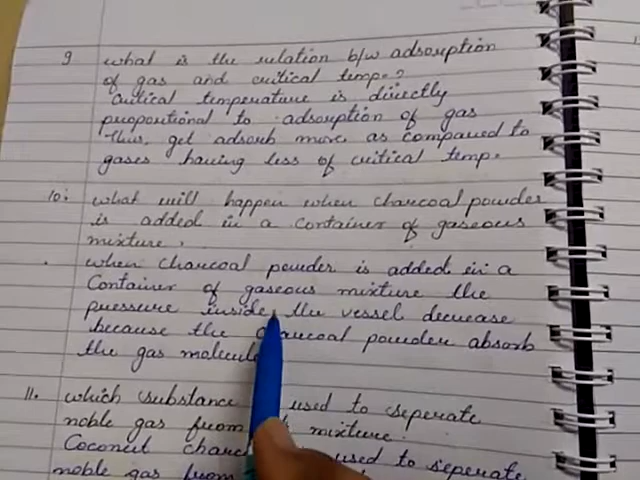 9 what is the relation b/w adsorption
of gas and critical temp.?
Critical temperature is directly
propotional to adsorption of gas
Thus, get adsorb more as compared to
gases having less of critical temp.
10. what will happen when charcoal powder
is added in a container of gaseous
mixture.
when charcoal powder is added in a
Container of gaseous mixture the
pressure inside the vessel decrease
because the charcoal powder absorb
the gas
11. which substance used to seperate
noble gas from mixture.
Coconut used to seperate
noble gas from